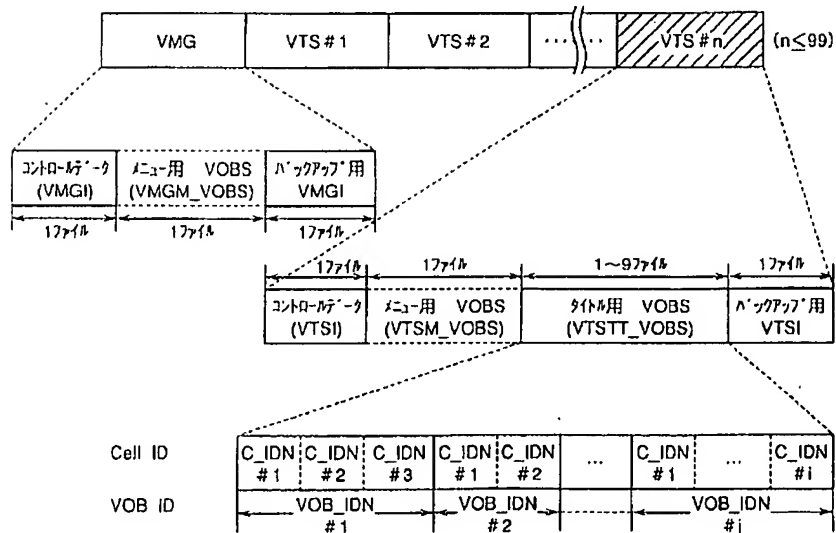 VMG VTS#1 VTS#2 ‥‥ ‥ VTS#n (n≤99)
コントロールデータ メニュー用 VOBS バックアップ用
(VMGI) (VMGM_VOBS) VMGI
1ファイル 1ファイル 1ファイル
1ファイル 1ファイル 1~9ファイル 1ファイル
コントロールデータ メニュー用 VOBS タイトル用 VOBS バックアップ用
(VTSI) (VTSM_VOBS) (VTSTT_VOBS) VTSI
Cell ID C_IDN C_IDN C_IDN C_IDN C_IDN … C_IDN … C_IDN
#1 #2 #3 #1 #2 #1 #i
VOB ID VOB_IDN VOB_IDN VOB_IDN
#1 #2 #j